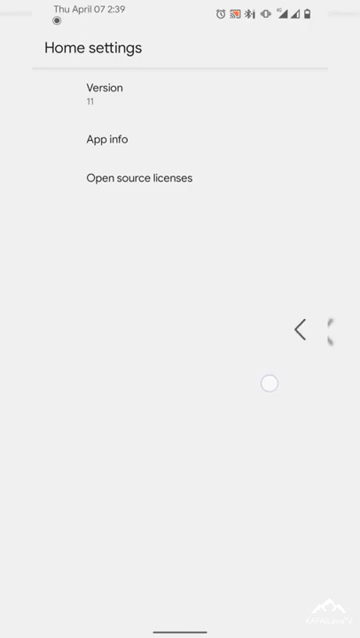 Thu April 07 2:39
Home settings
Version
11
App info
Open source licenses